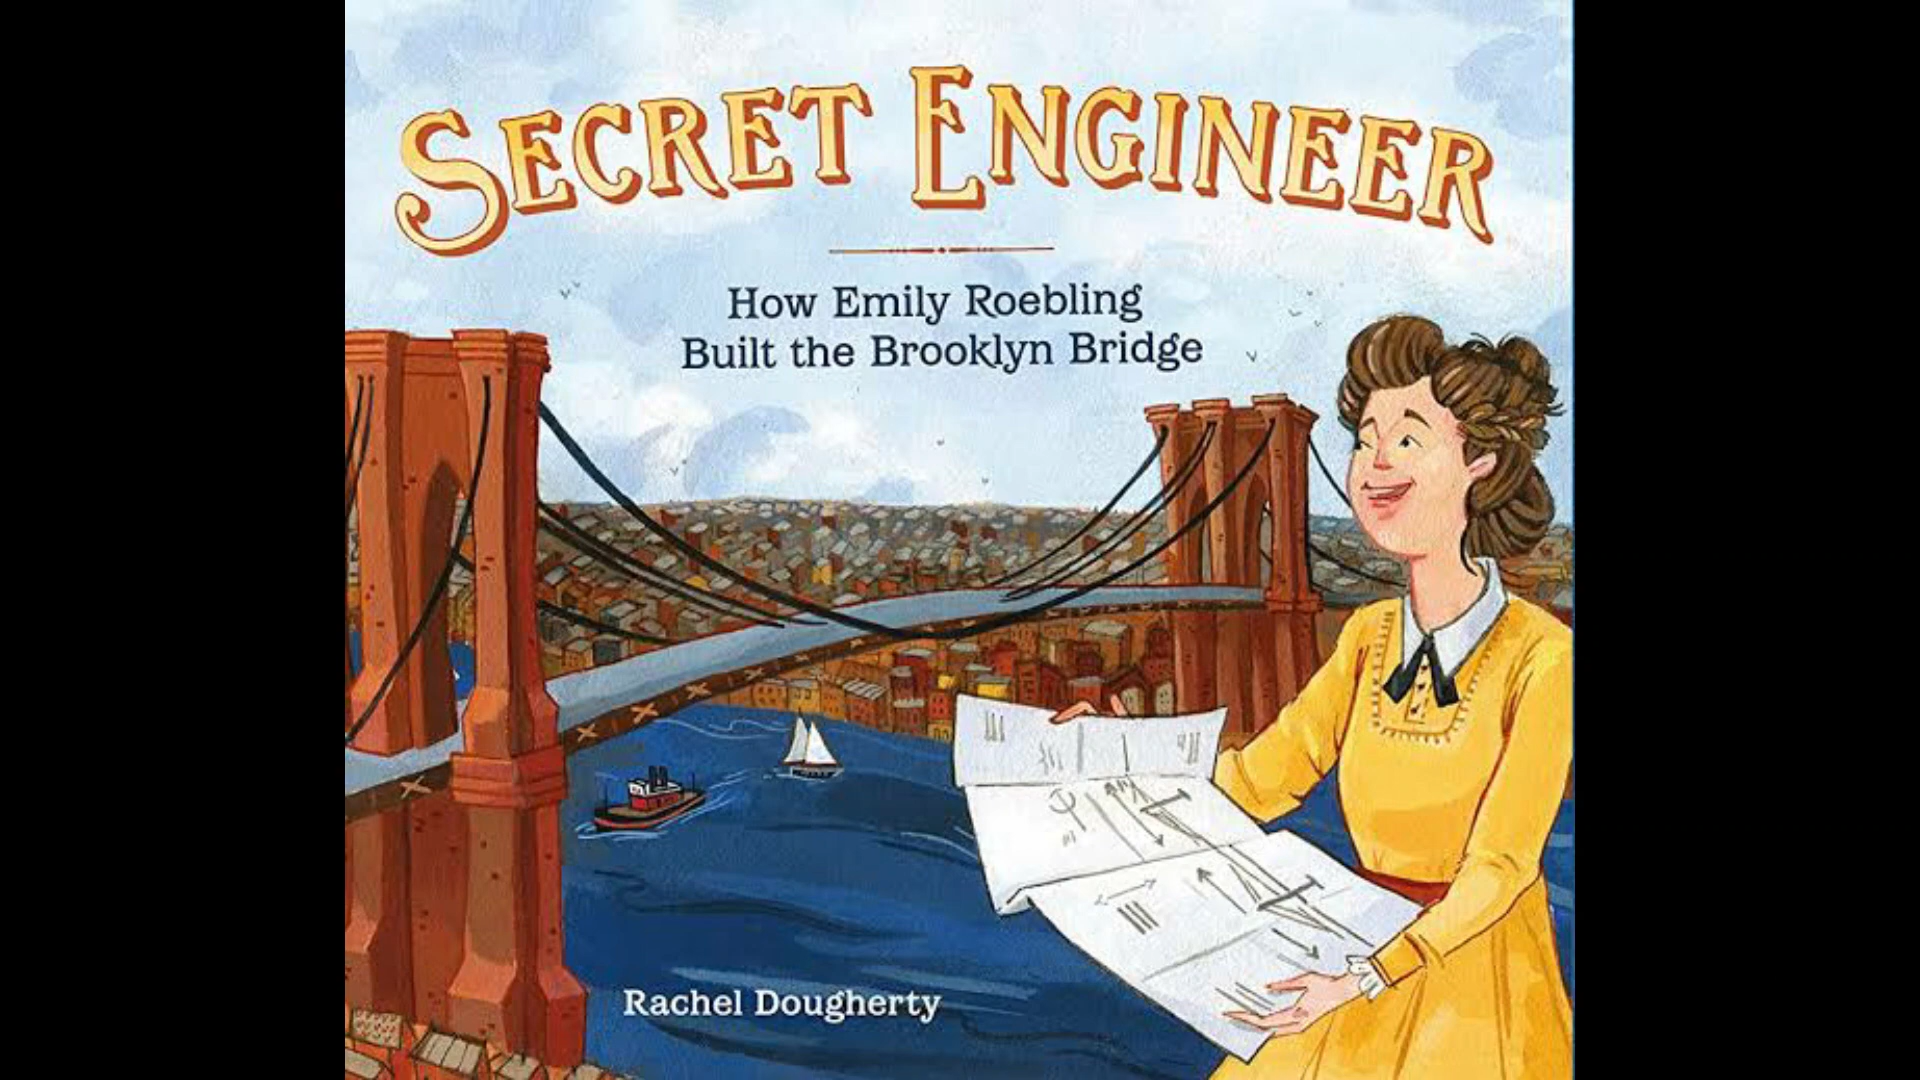 SECRET ENGINEER
How Emily Roebling
Built the Brooklyn Bridge
Rachel Dougherty